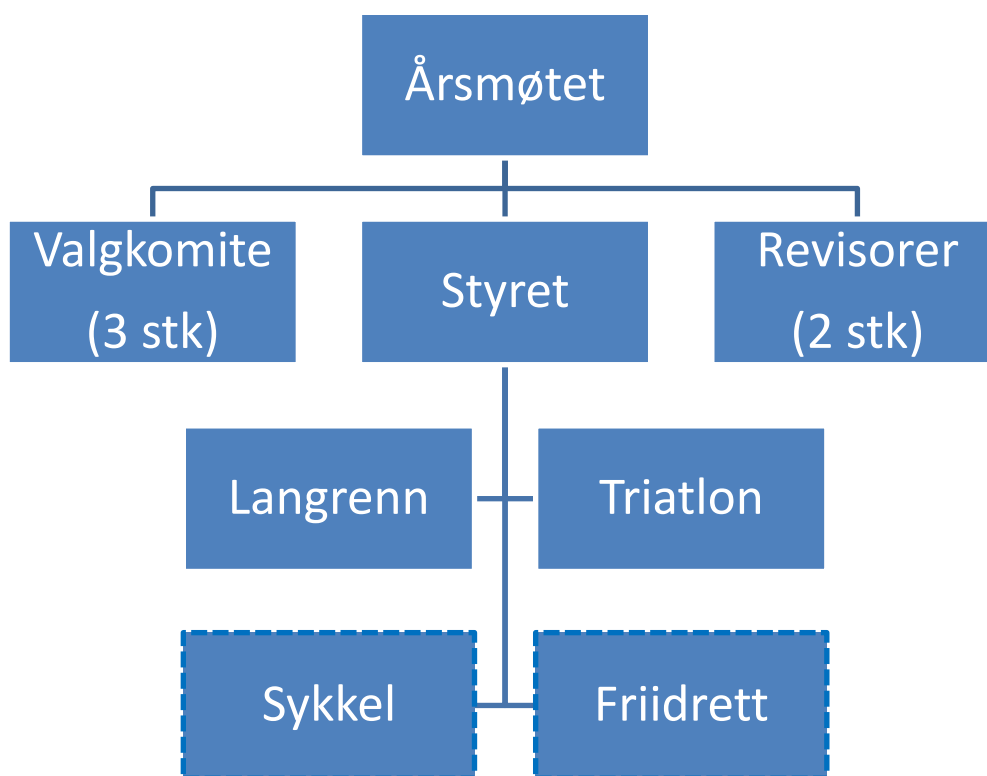 Årsmøtet
Valgkomite
(3 stk)
Styret
Revisorer
(2 stk)
Langrenn
Triatlon
Sykkel
Friidrett